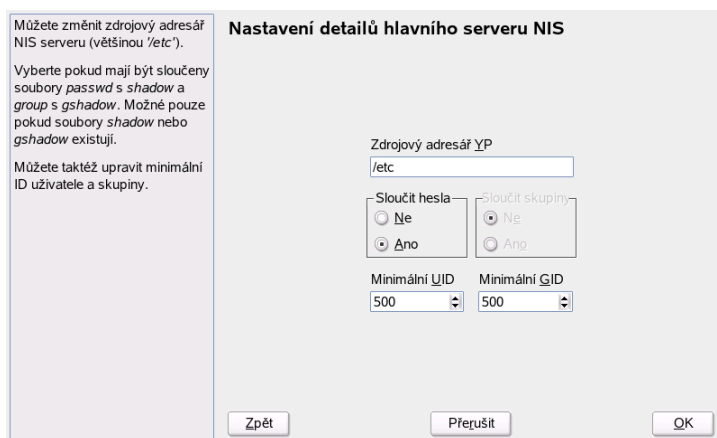 Můžete změnit zdrojový adresář
NIS serveru (většinou '/etc').
Vyberte pokud mají být sloučeny
soubory passwd s shadow a
group s gshadow. Možné pouze
pokud soubory shadow nebo
gshadow existují.
Můžete taktéž upravit minimální
ID uživatele a skupiny.
Nastavení detailů hlavního serveru NIS
Zdrojový adresář YP
/etc
Sloučit hesla
Ne
Ano
Sloučit skupiny
Ne
Ano
Minimální UID
500
Minimální GID
500
Zpět
Přerušit
OK